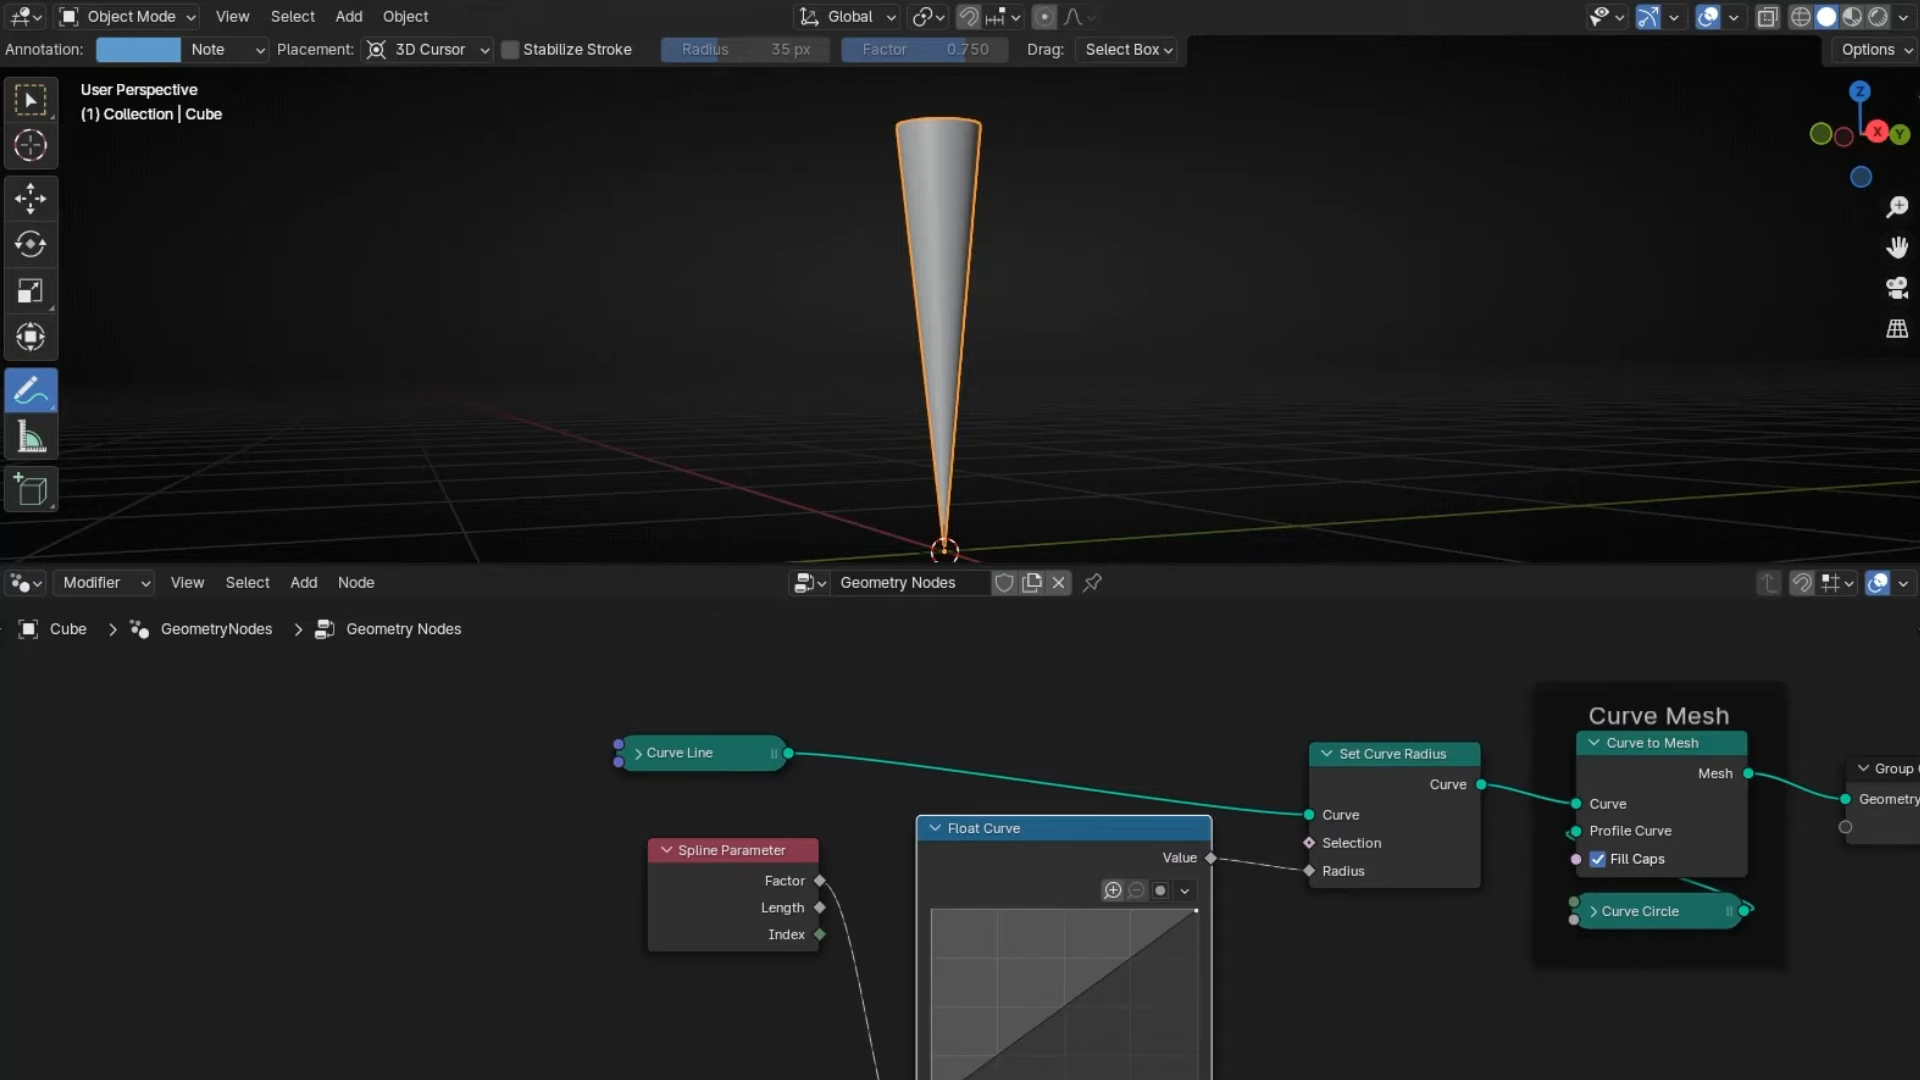 Object Mode View Select Add Object Global
Annotation: Note Placement: 3D Cursor Stabilize Stroke Radius 35 px Factor 0.750 Drag: Select Box Options
User Perspective
(1) Collection | Cube
Z
X
Y
Modifier View Select Add Node Geometry Nodes
Cube GeometryNodes Geometry Nodes
Curve Mesh
Curve Line
Set Curve Radius
Curve
Curve
Selection
Radius
Curve to Mesh
Mesh
Curve
Profile Curve
Fill Caps
Curve Circle
Group
Geometry
Spline Parameter
Factor
Length
Index
Float Curve
Value